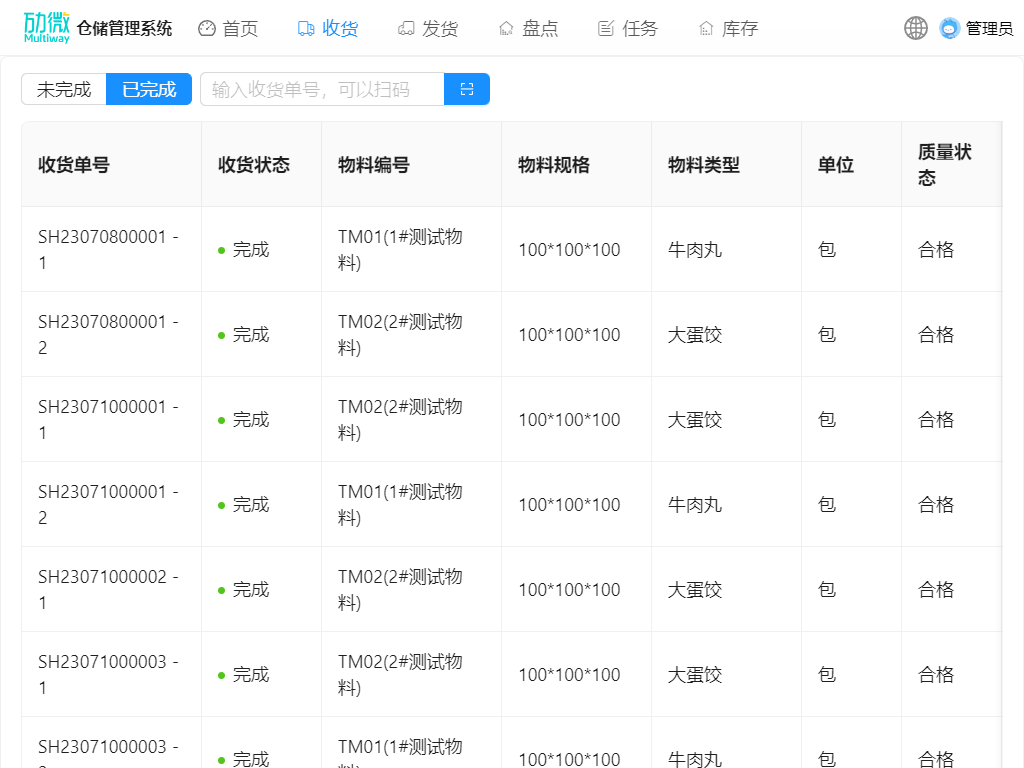 劢微 Multiway 仓储管理系统 首页 收货 发货 盘点 任务 库存 管理员
未完成 已完成 输入收货单号，可以扫码
收货单号 收货状态 物料编号 物料规格 物料类型 单位 质量状态
SH23070800001 - 1 完成 TM01(1#测试物料) 100*100*100 牛肉丸 包 合格
SH23070800001 - 2 完成 TM02(2#测试物料) 100*100*100 大蛋饺 包 合格
SH23071000001 - 1 完成 TM02(2#测试物料) 100*100*100 大蛋饺 包 合格
SH23071000001 - 2 完成 TM01(1#测试物料) 100*100*100 牛肉丸 包 合格
SH23071000002 - 1 完成 TM02(2#测试物料) 100*100*100 大蛋饺 包 合格
SH23071000003 - 1 完成 TM02(2#测试物料) 100*100*100 大蛋饺 包 合格
SH23071000003 - 完成 TM01(1#测试物 100*100*100 牛肉丸 包 合格